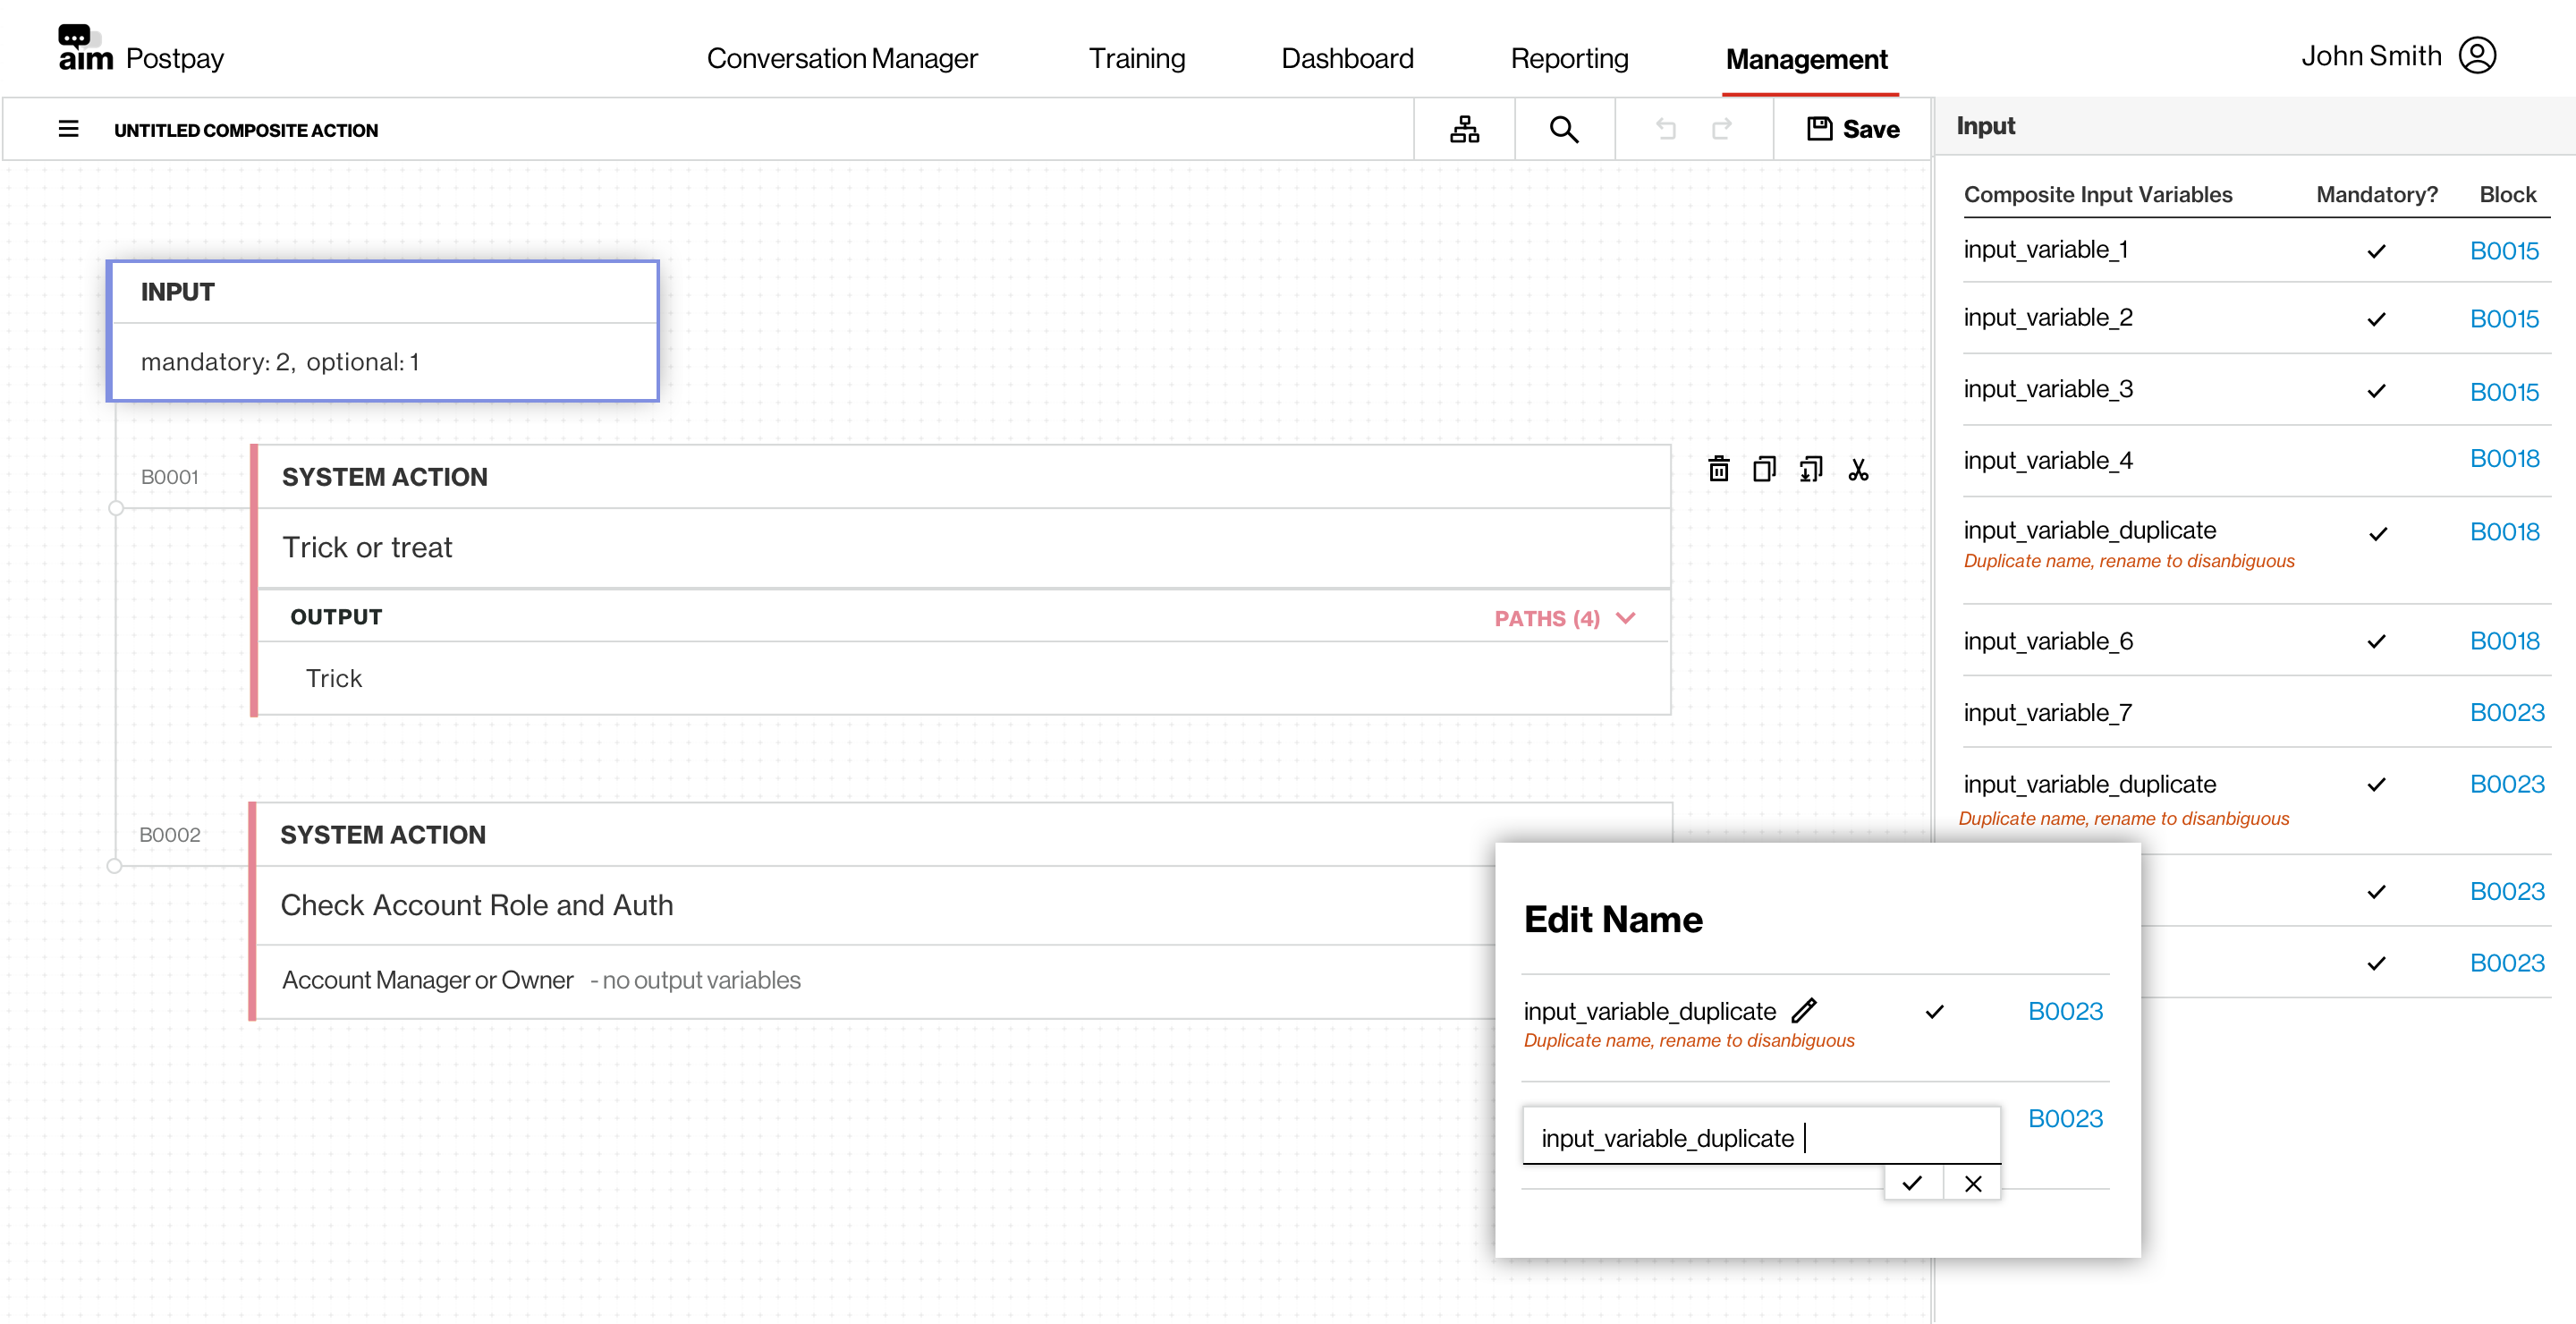 aim Postpay
Conversation Manager Training Dashboard Reporting Management
John Smith
UNTITLED COMPOSITE ACTION
Save
INPUT
mandatory: 2, optional: 1
B0001
SYSTEM ACTION
Trick or treat
OUTPUT
PATHS (4)
Trick
B0002
SYSTEM ACTION
Check Account Role and Auth
Account Manager or Owner - no output variables
Input
Composite Input Variables Mandatory? Block
input_variable_1 B0015
input_variable_2 B0015
input_variable_3 B0015
input_variable_4 B0018
input_variable_duplicate B0018
Duplicate name, rename to disanbiguous
input_variable_6 B0018
input_variable_7 B0023
input_variable_duplicate B0023
Duplicate name, rename to disanbiguous
B0023
B0023
Edit Name
input_variable_duplicate B0023
Duplicate name, rename to disanbiguous
B0023
input_variable_duplicate